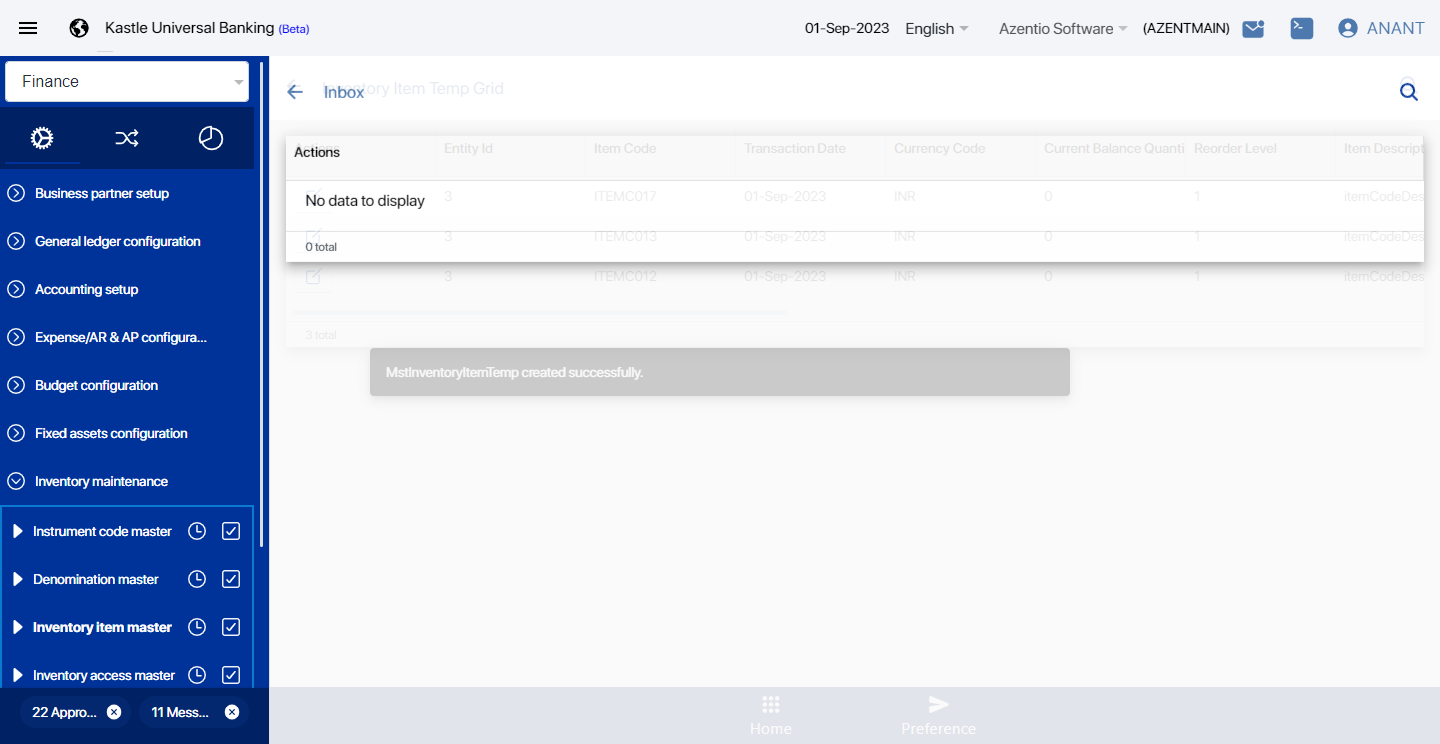 Kastle Universal Banking (Beta)
01-Sep-2023 English Azentio Software (AZENTMAIN) ANANT
Finance
Business partner setup
General ledger configuration
Accounting setup
Expense/AR & AP configura...
Budget configuration
Fixed assets configuration
Inventory maintenance
Instrument code master
Denomination master
Inventory item master
Inventory access master
22 Appro... 11 Mess...
Inbox
Item Temp Grid
Actions Entity Id Item Code Transaction Date Currency Code Current Balance Quanti Reorder Level Item Descript
No data to display 3 ITEMC017 01-Sep-2023 INR 0 1 itemCodeDes
3 ITEMC013 01-Sep-2023 INR 0 1 itemCodeDes
0 total
3 ITEMC012 01-Sep-2023 INR 0 1 itemCodeDes
3 total
MstInventoryItemTemp created successfully.
Home Preference